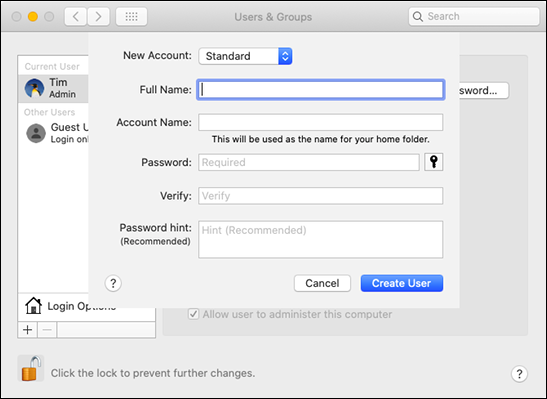 Users & Groups
Search
Current User
Tim
Admin
Other Users
Guest U
Login onl
Login Options
+ −
New Account: Standard
Full Name:
Account Name:
This will be used as the name for your home folder.
Password: Required
Verify: Verify
Password hint: Hint (Recommended)
(Recommended)
? Cancel Create User
sword...
Allow user to administer this computer
Click the lock to prevent further changes.
?